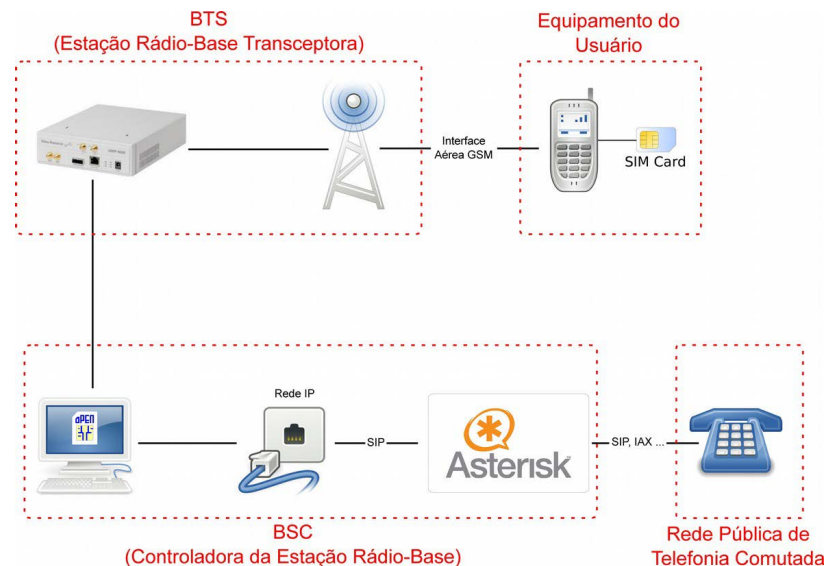 BTS
(Estação Rádio-Base Transceptora)
Equipamento do
Usuário
Interface
Aérea GSM
SIM Card
Rede IP
OPEN
SIP
Asterisk
SIP, IAX ...
BSC
(Controladora da Estação Rádio-Base)
Rede Pública de
Telefonia Comutada